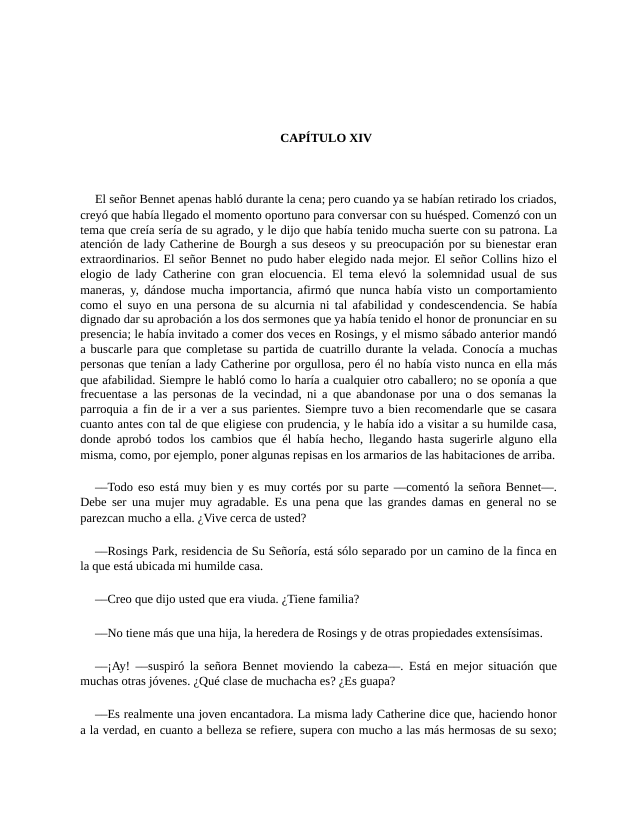 CAPÍTULO XIV
El señor Bennet apenas habló durante la cena; pero cuando ya se habían retirado los criados,
creyó que había llegado el momento oportuno para conversar con su huésped. Comenzó con un
tema que creía sería de su agrado, y le dijo que había tenido mucha suerte con su patrona. La
atención de lady Catherine de Bourgh a sus deseos y su preocupación por su bienestar eran
extraordinarios. El señor Bennet no pudo haber elegido nada mejor. El señor Collins hizo el
elogio de lady Catherine con gran elocuencia. El tema elevó la solemnidad usual de sus
maneras, y, dándose mucha importancia, afirmó que nunca había visto un comportamiento
como el suyo en una persona de su alcurnia ni tal afabilidad y condescendencia. Se había
dignado dar su aprobación a los dos sermones que ya había tenido el honor de pronunciar en su
presencia; le había invitado a comer dos veces en Rosings, y el mismo sábado anterior mandó
a buscarle para que completase su partida de cuatrillo durante la velada. Conocía a muchas
personas que tenían a lady Catherine por orgullosa, pero él no había visto nunca en ella más
que afabilidad. Siempre le habló como lo haría a cualquier otro caballero; no se oponía a que
frecuentase a las personas de la vecindad, ni a que abandonase por una o dos semanas la
parroquia a fin de ir a ver a sus parientes. Siempre tuvo a bien recomendarle que se casara
cuanto antes con tal de que eligiese con prudencia, y le había ido a visitar a su humilde casa,
donde aprobó todos los cambios que él había hecho, llegando hasta sugerirle alguno ella
misma, como, por ejemplo, poner algunas repisas en los armarios de las habitaciones de arriba.
—Todo eso está muy bien y es muy cortés por su parte —comentó la señora Bennet—.
Debe ser una mujer muy agradable. Es una pena que las grandes damas en general no se
parezcan mucho a ella. ¿Vive cerca de usted?
—Rosings Park, residencia de Su Señoría, está sólo separado por un camino de la finca en
la que está ubicada mi humilde casa.
—Creo que dijo usted que era viuda. ¿Tiene familia?
—No tiene más que una hija, la heredera de Rosings y de otras propiedades extensísimas.
—¡Ay! —suspiró la señora Bennet moviendo la cabeza—. Está en mejor situación que
muchas otras jóvenes. ¿Qué clase de muchacha es? ¿Es guapa?
—Es realmente una joven encantadora. La misma lady Catherine dice que, haciendo honor
a la verdad, en cuanto a belleza se refiere, supera con mucho a las más hermosas de su sexo;